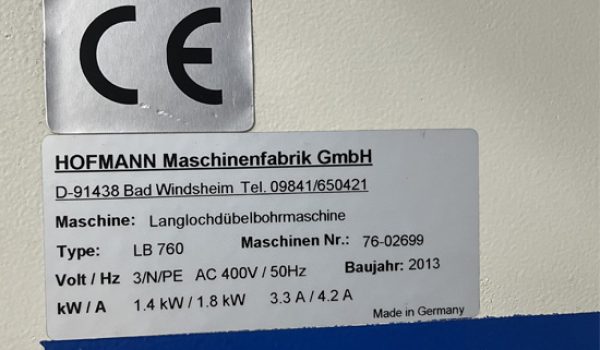 CE
HOFMANN Maschinenfabrik GmbH
D-91438 Bad Windsheim Tel. 09841/650421
Maschine: Langlochdübelbohrmaschine
Type: LB 760 Maschinen Nr.: 76-02699
Volt / Hz 3/N/PE AC 400V / 50Hz Baujahr: 2013
kW / A 1.4 kW / 1.8 kW 3.3 A / 4.2 A
Made in Germany